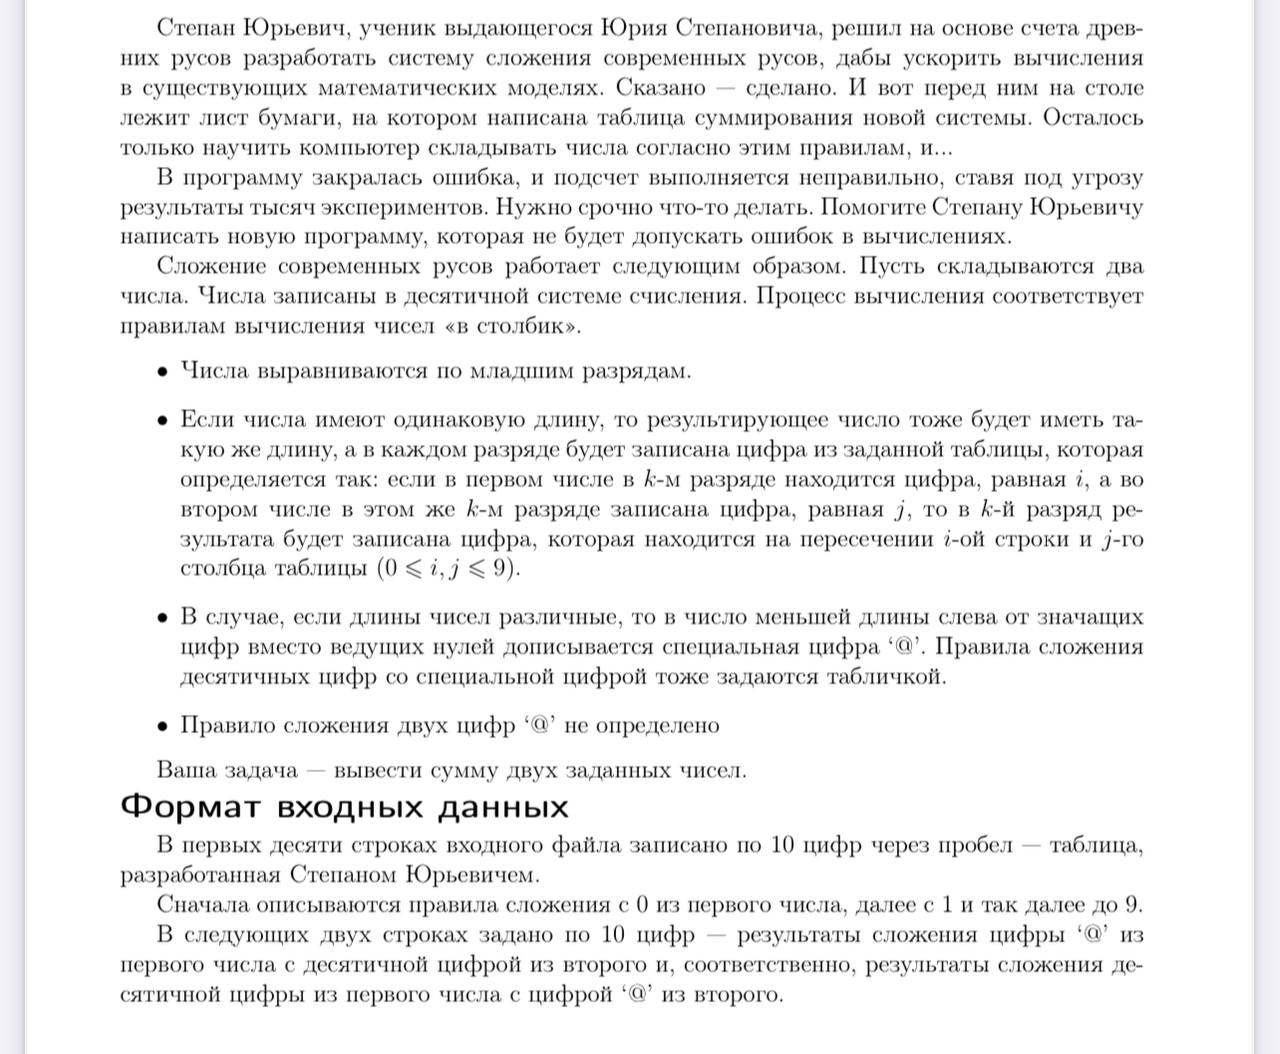 Степан Юрьевич, ученик выдающегося Юрия Степановича, решил на основе счета древ-
них русов разработать систему сложения современных русов, дабы ускорить вычисления
в существующих математических моделях. Сказано — сделано. И вот перед ним на столе
лежит лист бумаги, на котором написана таблица суммирования новой системы. Осталось
только научить компьютер складывать числа согласно этим правилам, и...
В программу закралась ошибка, и подсчет выполняется неправильно, ставя под угрозу
результаты тысяч экспериментов. Нужно срочно что-то делать. Помогите Степану Юрьевичу
написать новую программу, которая не будет допускать ошибок в вычислениях.
Сложение современных русов работает следующим образом. Пусть складываются два
числа. Числа записаны в десятичной системе счисления. Процесс вычисления соответствует
правилам вычисления чисел «в столбик».
• Числа выравниваются по младшим разрядам.
• Если числа имеют одинаковую длину, то результирующее число тоже будет иметь та-
кую же длину, а в каждом разряде будет записана цифра из заданной таблицы, которая
определяется так: если в первом числе в k-м разряде находится цифра, равная i, а во
втором числе в этом же k-м разряде записана цифра, равная j, то в k-й разряд ре-
зультата будет записана цифра, которая находится на пересечении i-ой строки и j-го
столбца таблицы (0 ⩽ i, j ⩽ 9).
• В случае, если длины чисел различные, то в число меньшей длины слева от значащих
цифр вместо ведущих нулей дописывается специальная цифра ‘@’. Правила сложения
десятичных цифр со специальной цифрой тоже задаются табличкой.
• Правило сложения двух цифр ‘@’ не определено
Ваша задача — вывести сумму двух заданных чисел.
Формат входных данных
В первых десяти строках входного файла записано по 10 цифр через пробел — таблица,
разработанная Степаном Юрьевичем.
Сначала описываются правила сложения с 0 из первого числа, далее с 1 и так далее до 9.
В следующих двух строках задано по 10 цифр — результаты сложения цифры ‘@’ из
первого числа с десятичной цифрой из второго и, соответственно, результаты сложения де-
сятичной цифры из первого числа с цифрой ‘@’ из второго.